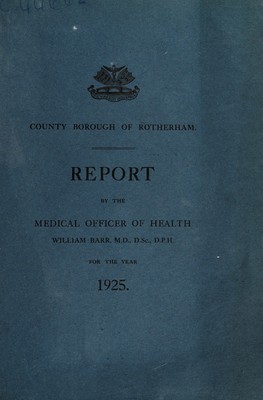 COUNTY BOROUGH OF ROTHERHAM.
REPORT
BY THE
MEDICAL OFFICER OF HEALTH
WILLIAM BARR, M.D., D.Sc., D.P.H.
FOR THE YEAR
1925.